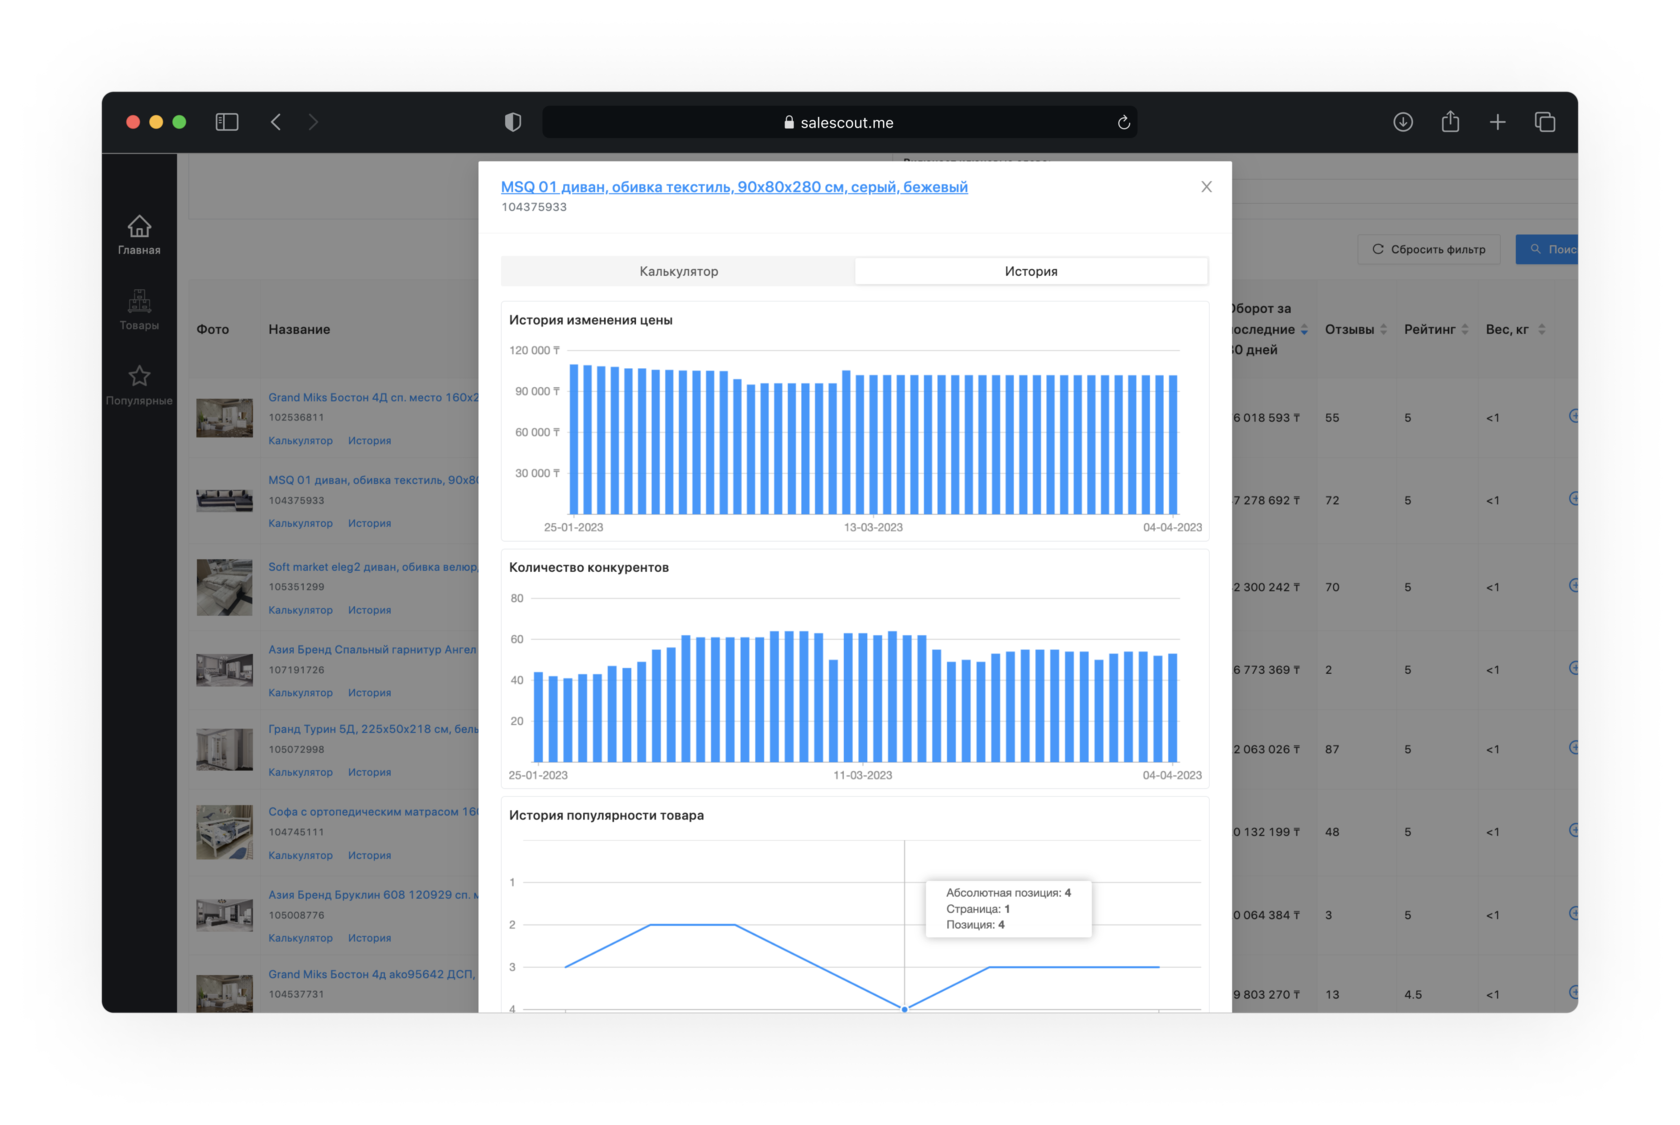 salescout.me
Главная
Товары
Популярные
Сбросить фильтр
Фото
Название
Оборот за
последние
30 дней
Отзывы
Рейтинг
Вес, кг
Grand Miks Бостон 4Д сп. место 160х2
102536811
Калькулятор История
6 018 593 ₸ 55 5 <1
MSQ 01 диван, обивка текстиль, 90х80
104375933
Калькулятор История
7 278 692 ₸ 72 5 <1
Soft market eleg2 диван, обивка велюр,
105351299
Калькулятор История
2 300 242 ₸ 70 5 <1
Азия Бренд Спальный гарнитур Ангел
107191726
Калькулятор История
6 773 369 ₸ 2 5 <1
Гранд Турин 5Д, 225х50х218 см, бель
105072998
Калькулятор История
2 063 026 ₸ 87 5 <1
Софа с ортопедическим матрасом 160
104745111
Калькулятор История
0 132 199 ₸ 48 5 <1
Азия Бренд Бруклин 608 120929 сп. м
105008776
Калькулятор История
0 064 384 ₸ 3 5 <1
Grand Miks Бостон 4д ako95642 ДСП,
104537731
9 803 270 ₸ 13 4.5 <1
MSQ 01 диван, обивка текстиль, 90х80х280 см, серый, бежевый
104375933
Калькулятор
История
История изменения цены
120 000 ₸
90 000 ₸
60 000 ₸
30 000 ₸
25-01-2023 13-03-2023 04-04-2023
Количество конкурентов
80
60
40
20
25-01-2023 11-03-2023 04-04-2023
История популярности товара
1
2
3
4
Абсолютная позиция: 4
Страница: 1
Позиция: 4